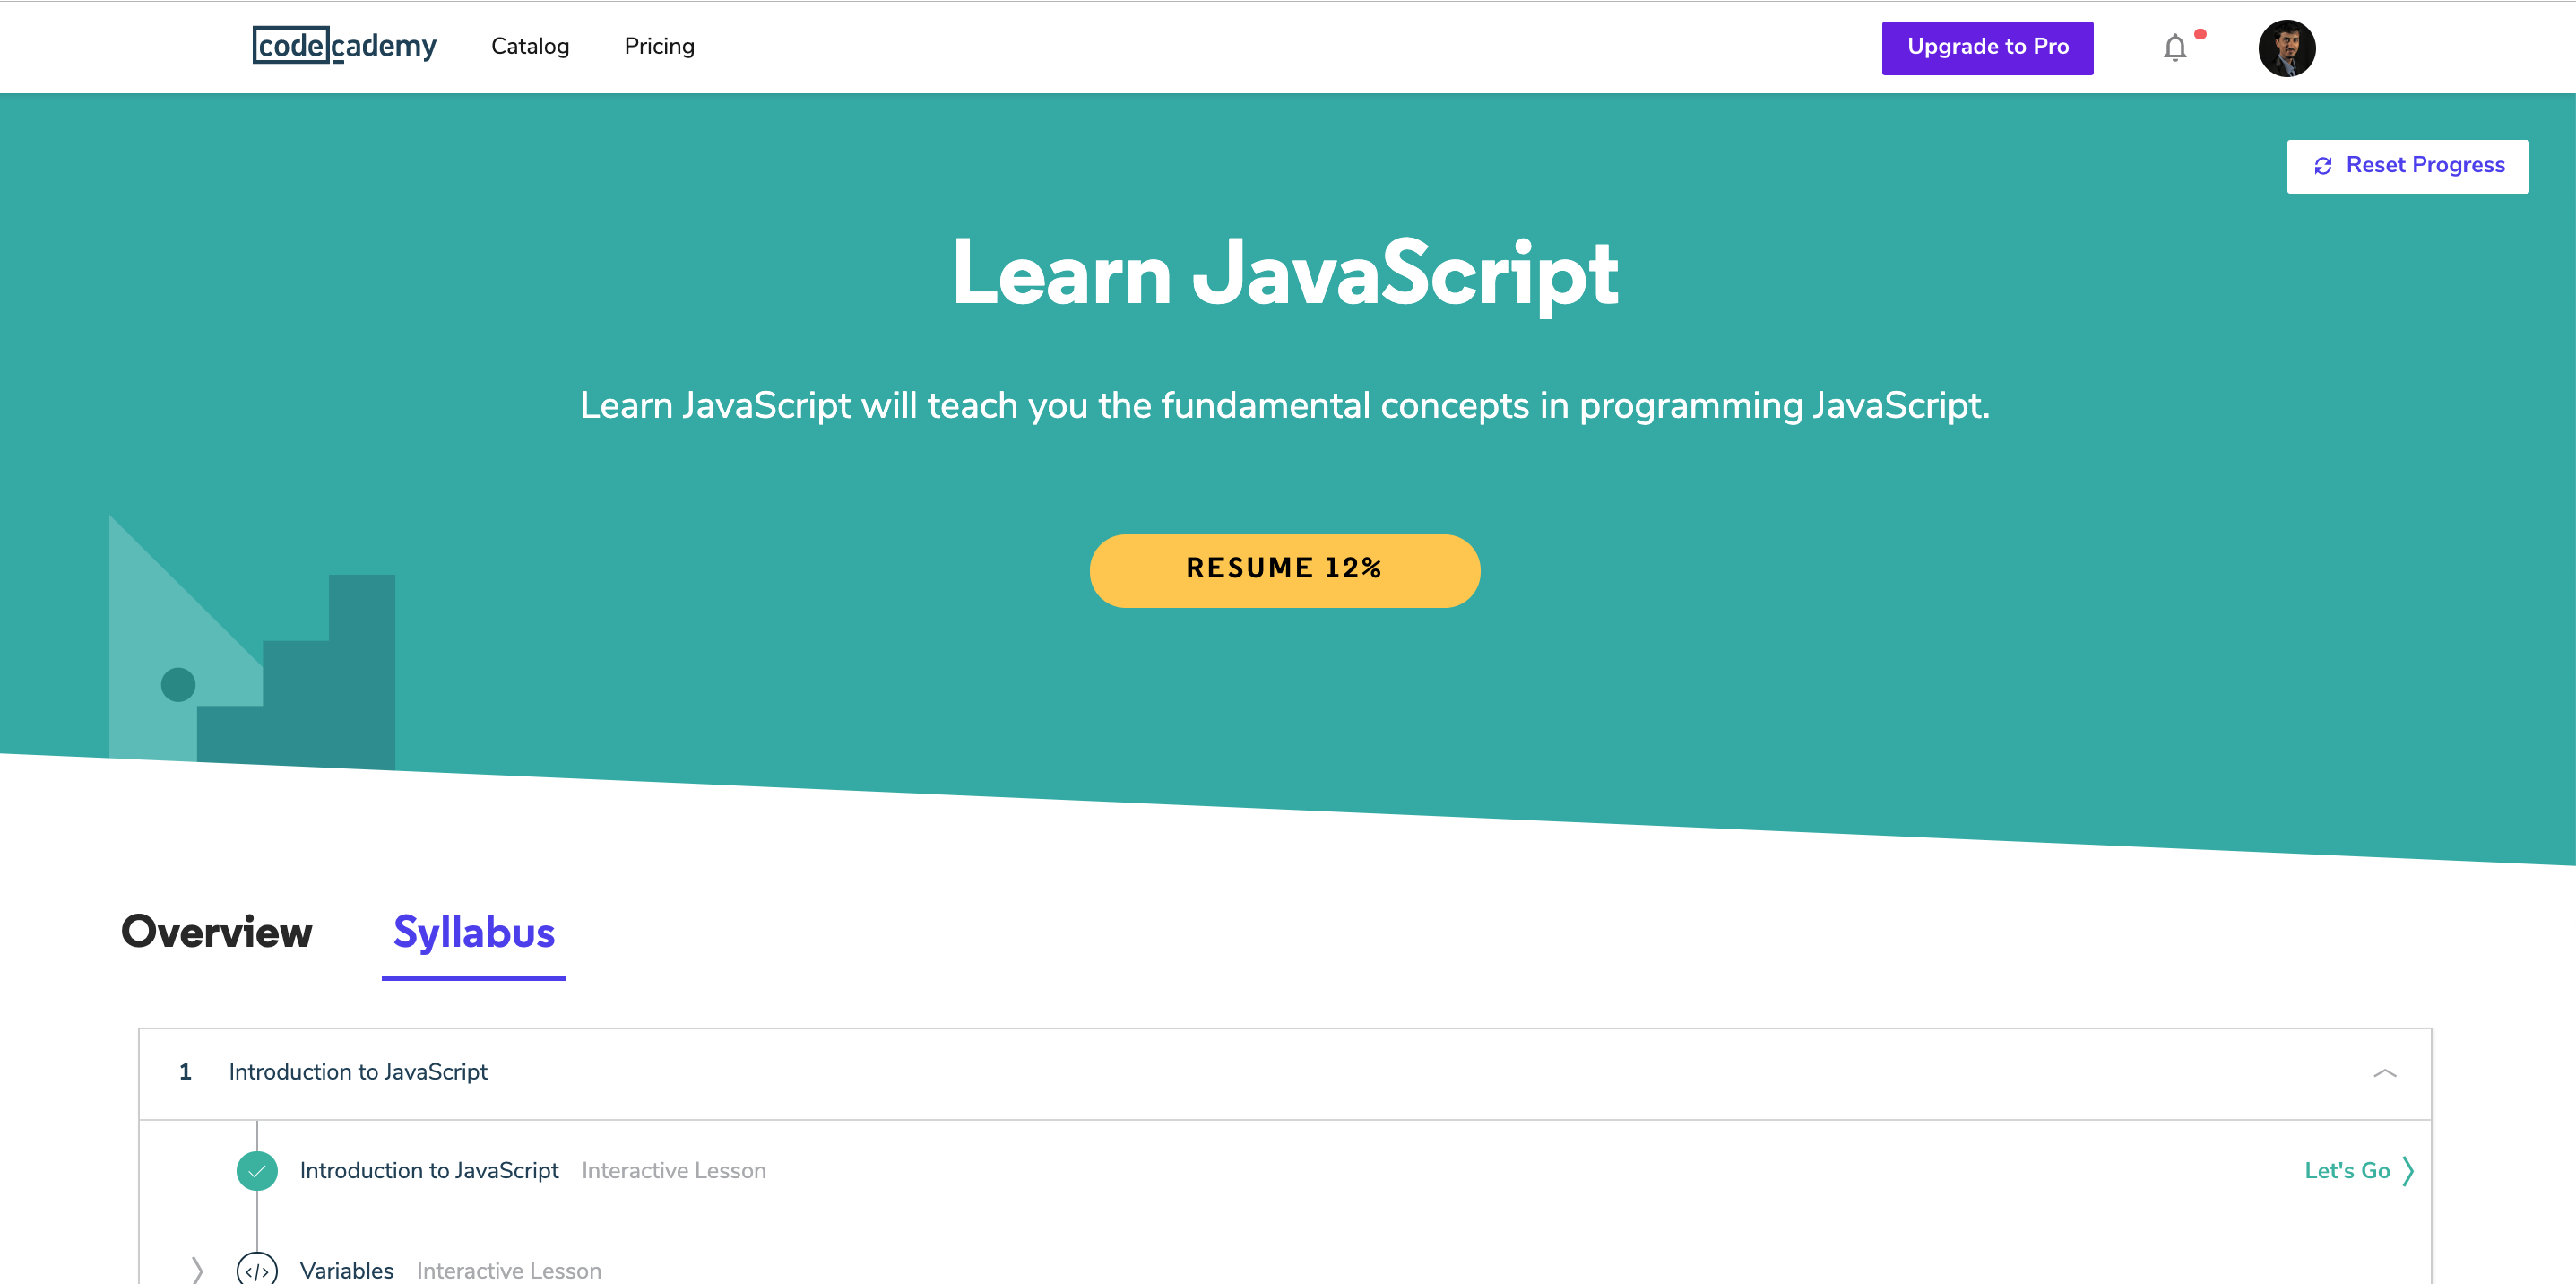 codecademy Catalog Pricing Upgrade to Pro
Reset Progress
Learn JavaScript
Learn JavaScript will teach you the fundamental concepts in programming JavaScript.
RESUME 12%
Overview Syllabus
1 Introduction to JavaScript
Introduction to JavaScript Interactive Lesson Let's Go
</> Variables Interactive Lesson